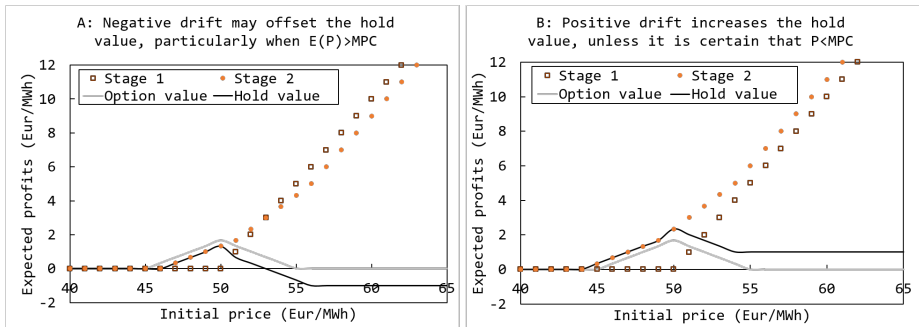 A: Negative drift may offset the hold
value, particularly when E(P)>MPC
Expected profits (Eur/MWh)
12
10
8
6
4
2
0
-2
Stage 1
Stage 2
Option value
Hold value
40
45
50
55
60
65
Initial price (Eur/MWh)
B: Positive drift increases the hold
value, unless it is certain that P<MPC
Expected profits (Eur/MWh)
12
10
8
6
4
2
0
-2
Stage 1
Stage 2
Option value
Hold value
40
45
50
55
60
65
Initial price (Eur/MWh)